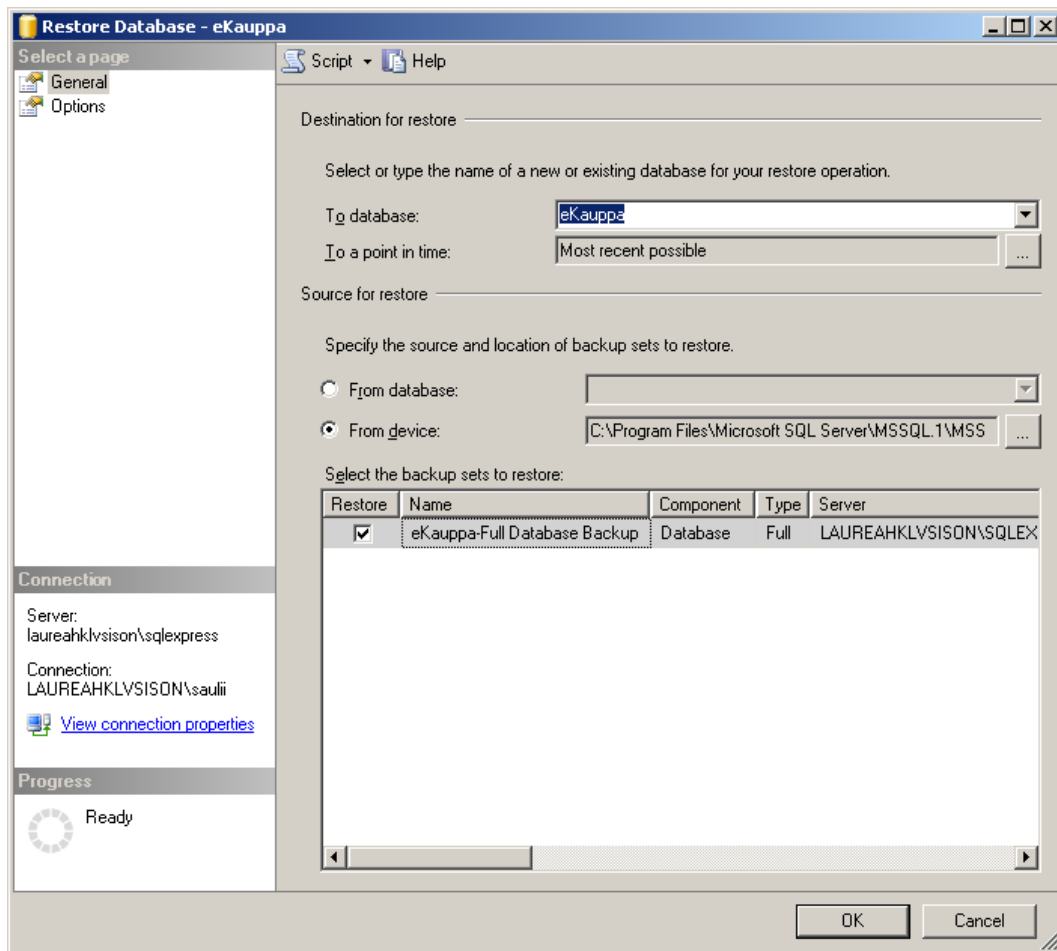 Restore Database - eKauppa
Select a page
General
Options
Script
Help
Destination for restore
Select or type the name of a new or existing database for your restore operation.
To database:
eKauppa
To a point in time:
Most recent possible
...
Source for restore
Specify the source and location of backup sets to restore.
From database:
From device:
C:\Program Files\Microsoft SQL Server\MSSQL.1\MSS
...
Select the backup sets to restore:
Restore Name Component Type Server
eKauppa-Full Database Backup Database Full LAUREAHKLVSISON\SQLEX
Connection
Server:
laureahklvsison\sqlexpress
Connection:
LAUREAHKLVSISON\saulii
View connection properties
Progress
Ready
OK
Cancel